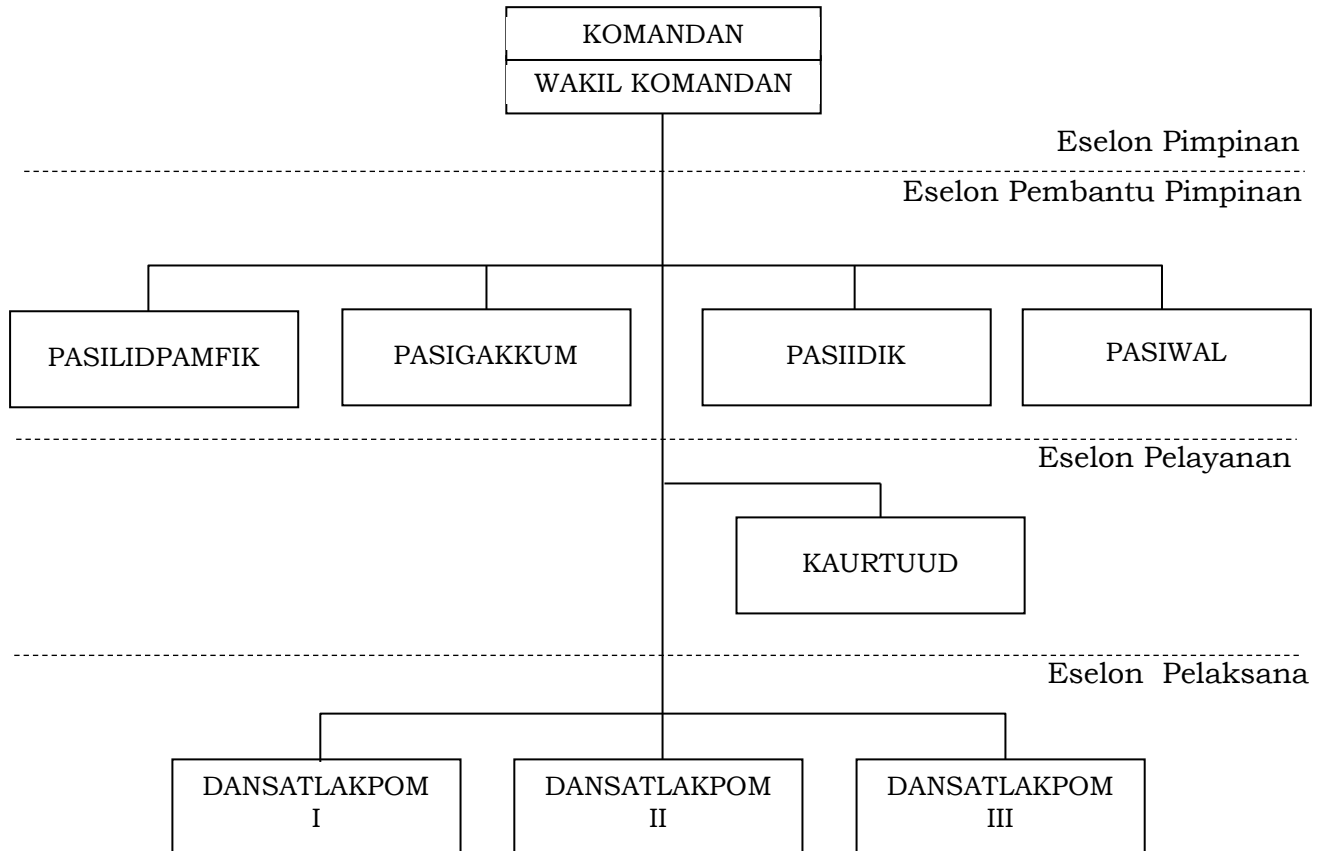 KOMANDAN
WAKIL KOMANDAN
Eselon Pimpinan
Eselon Pembantu Pimpinan
PASILIDPAMFIK
PASIGAKKUM
PASIIDIK
PASIWAL
Eselon Pelayanan
KAURTUUD
Eselon Pelaksana
DANSATLAKPOM
I
DANSATLAKPOM
II
DANSATLAKPOM
III